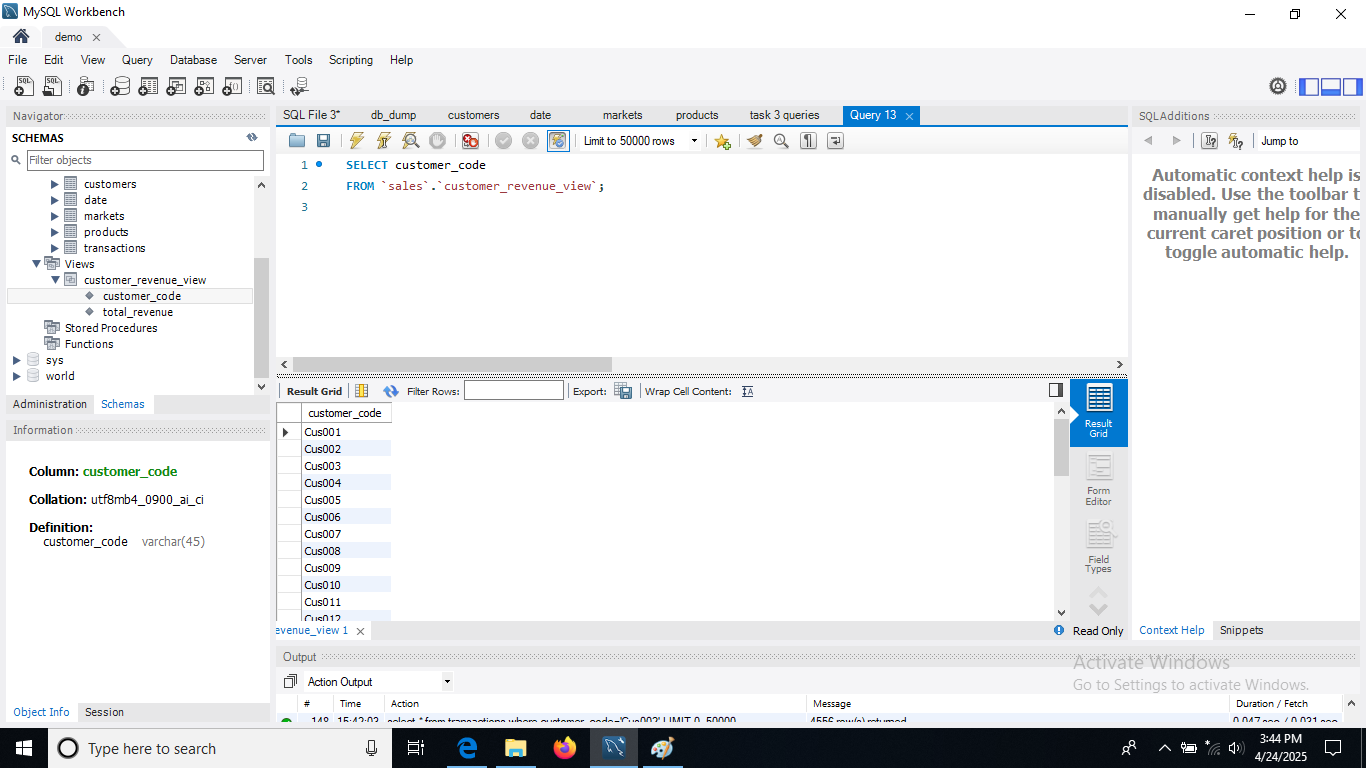 MySQL Workbench
demo
File Edit View Query Database Server Tools Scripting Help
Navigator
SCHEMAS
Filter objects
customers
date
markets
products
transactions
Views
customer_revenue_view
customer_code
total_revenue
Stored Procedures
Functions
sys
world
Administration Schemas
Information
Column: customer_code
Collation: utf8mb4_0900_ai_ci
Definition:
customer_code varchar(45)
Object Info Session
SQL File 3* db_dump customers date markets products task 3 queries Query 13
Limit to 50000 rows
1 SELECT customer_code
2 FROM `sales`.`customer_revenue_view`;
3
Result Grid Filter Rows: Export: Wrap Cell Content:
customer_code
Cus001
Cus002
Cus003
Cus004
Cus005
Cus006
Cus007
Cus008
Cus009
Cus010
Cus011
Cus012
Result
Grid
Form
Editor
Field
Types
evenue_view 1
Read Only
Output
Action Output
# Time Action Message Duration / Fetch
148 15:42:03 select * from transactions where customer_code='Cus002' LIMIT 0, 50000 4556 row(s) returned 0.047 sec / 0.031 sec
SQLAdditions
Jump to
Automatic context help is
disabled. Use the toolbar t
manually get help for the
current caret position or to
toggle automatic help.
Context Help Snippets
Activate Windows
Go to Settings to activate Windows.
Type here to search
3:44 PM
4/24/2025